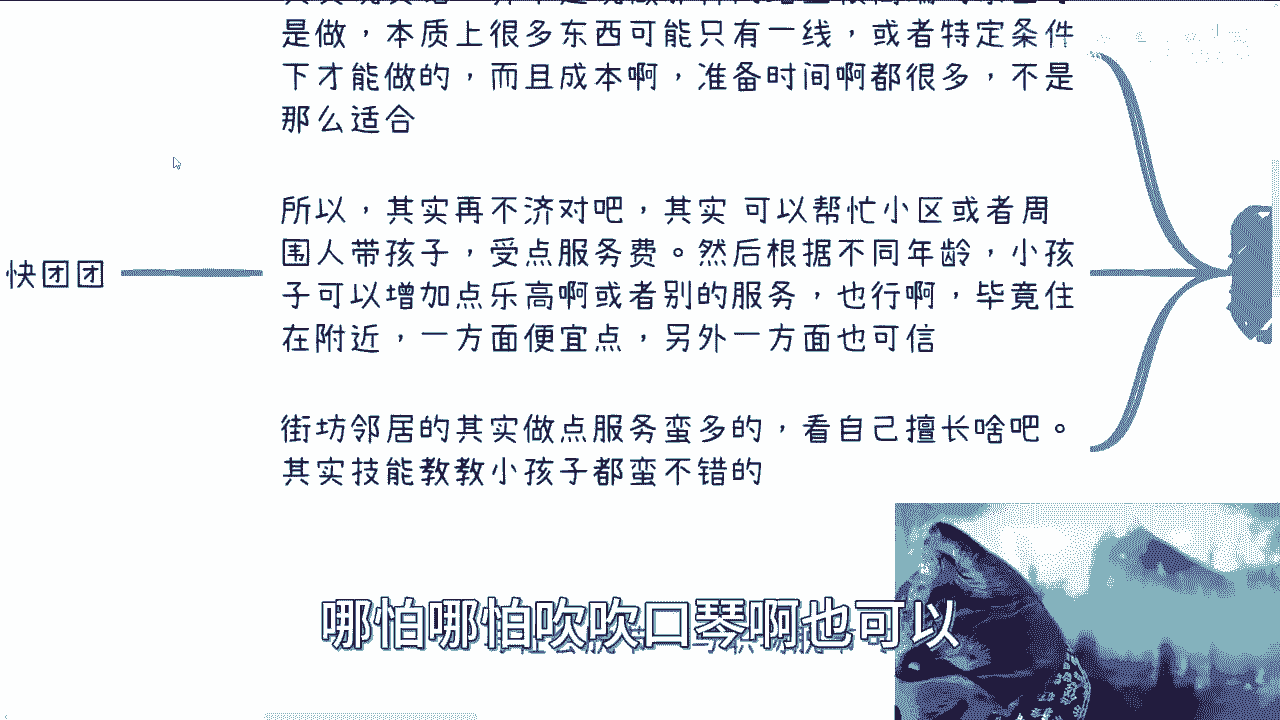 是做，本质上很多东西可能只有一线，或者特定条件
下才能做的，而且成本啊，准备时间啊都很多，不是
那么适合
所以，其实再不济对吧，其实 可以帮忙小区或者周
围人带孩子，受点服务费。然后根据不同年龄，小孩
子可以增加点乐高啊或者别的服务，也行啊，毕竟住
在附近，一方面便宜点，另外一方面也可信
快团团
街坊邻居的其实做点服务蛮多的，看自己擅长啥吧。
其实技能教教小孩子都蛮不错的
哪怕哪怕吹吹口琴啊也可以